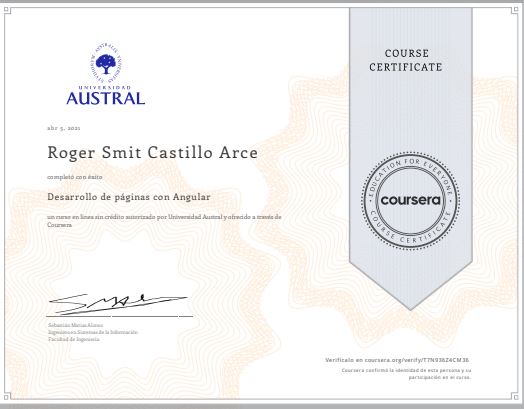 UNIVERSIDAD
AUSTRAL
COURSE
CERTIFICATE
abr 5, 2021
Roger Smit Castillo Arce
completó con éxito
Desarrollo de páginas con Angular
un curso en línea sin crédito autorizado por Universidad Austral y ofrecido a través de
Coursera
EDUCATION FOR EVERYONE
coursera
COURSE CERTIFICATE
Sebastián Matías Alonso
Ingeniero en Sistemas de la Información
Facultad de Ingeniería
Verifícalo en coursera.org/verify/T7N936Z4CM36
Coursera confirmó la identidad de esta persona y su
participación en el curso.